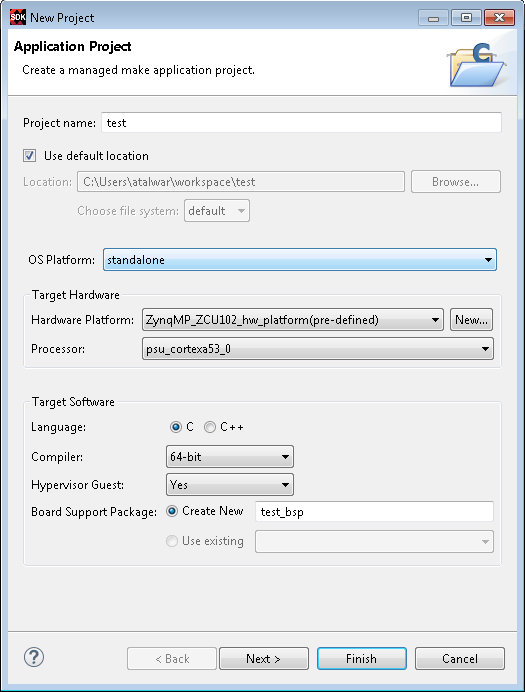 SDK New Project
Application Project
Create a managed make application project.
C
Project name: test
Use default location
Location: C:\Users\atalwar\workspace\test Browse...
Choose file system: default
OS Platform: standalone
Target Hardware
Hardware Platform: ZynqMP_ZCU102_hw_platform(pre-defined) New...
Processor: psu_cortexa53_0
Target Software
Language: C C++
Compiler: 64-bit
Hypervisor Guest: Yes
Board Support Package: Create New test_bsp
Use existing
? < Back Next > Finish Cancel